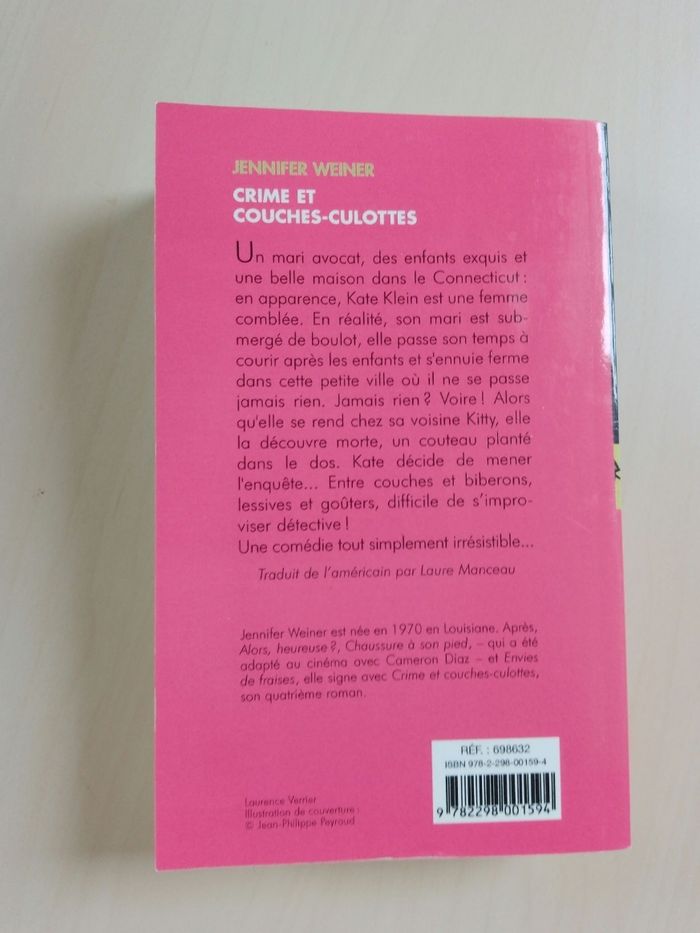 JENNIFER WEINER
CRIME ET
COUCHES-CULOTTES
Un mari avocat, des enfants exquis et
une belle maison dans le Connecticut :
en apparence, Kate Klein est une femme
comblée. En réalité, son mari est sub-
mergé de boulot, elle passe son temps à
courir après les enfants et s'ennuie ferme
dans cette petite ville où il ne se passe
jamais rien. Jamais rien ? Voire ! Alors
qu'elle se rend chez sa voisine Kitty, elle
la découvre morte, un couteau planté
dans le dos. Kate décide de mener
l'enquête... Entre couches et biberons,
lessives et goûters, difficile de s'impro-
viser détective !
Une comédie tout simplement irrésistible...
Traduit de l'américain par Laure Manceau
Jennifer Weiner est née en 1970 en Louisiane. Après,
Alors, heureuse ?, Chaussure à son pied, – qui a été
adapté au cinéma avec Cameron Diaz – et Envies
de fraises, elle signe avec Crime et couches-culottes,
son quatrième roman.
RÉF. : 698632
ISBN 978-2-298-00159-4
9 782298 001594
Laurence Verrier
Illustration de couverture :
© Jean-Philippe Peyraud